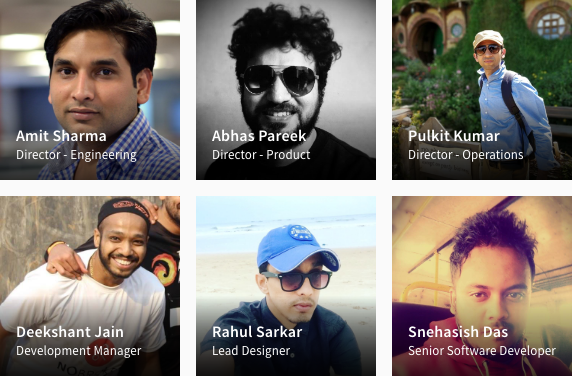 Amit Sharma
Director - Engineering
Abhas Pareek
Director - Product
Pulkit Kumar
Director - Operations
Deekshant Jain
Development Manager
Rahul Sarkar
Lead Designer
Snehasish Das
Senior Software Developer